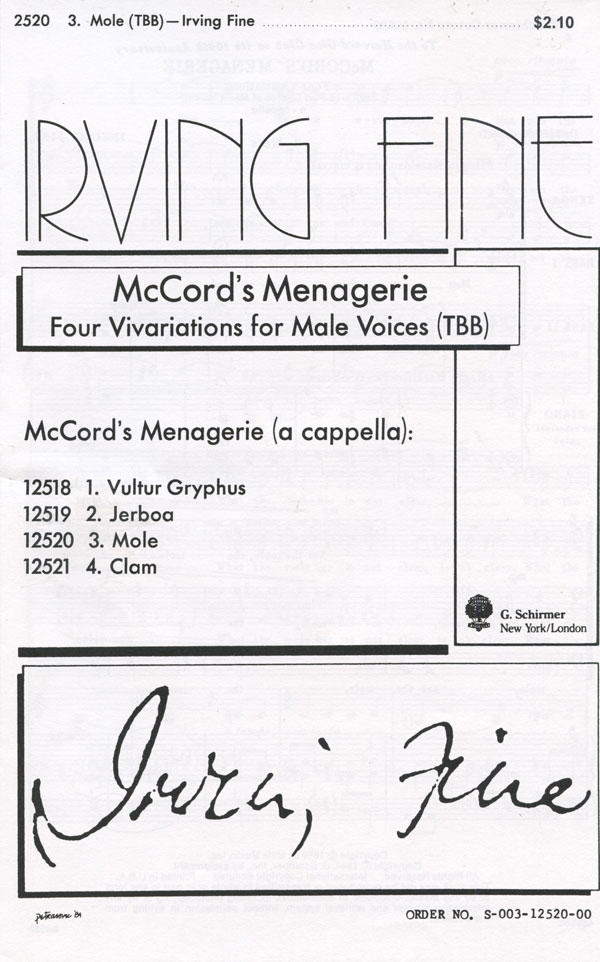 2520 3. Mole (TBB)—Irving Fine ........................ $2.10
IRVING FINE
McCord's Menagerie
Four Vivariations for Male Voices (TBB)
McCord's Menagerie (a cappella):
12518 1. Vultur Gryphus
12519 2. Jerboa
12520 3. Mole
12521 4. Clam
G. Schirmer
New York/London
Irving Fine
ORDER NO. S-003-12520-00